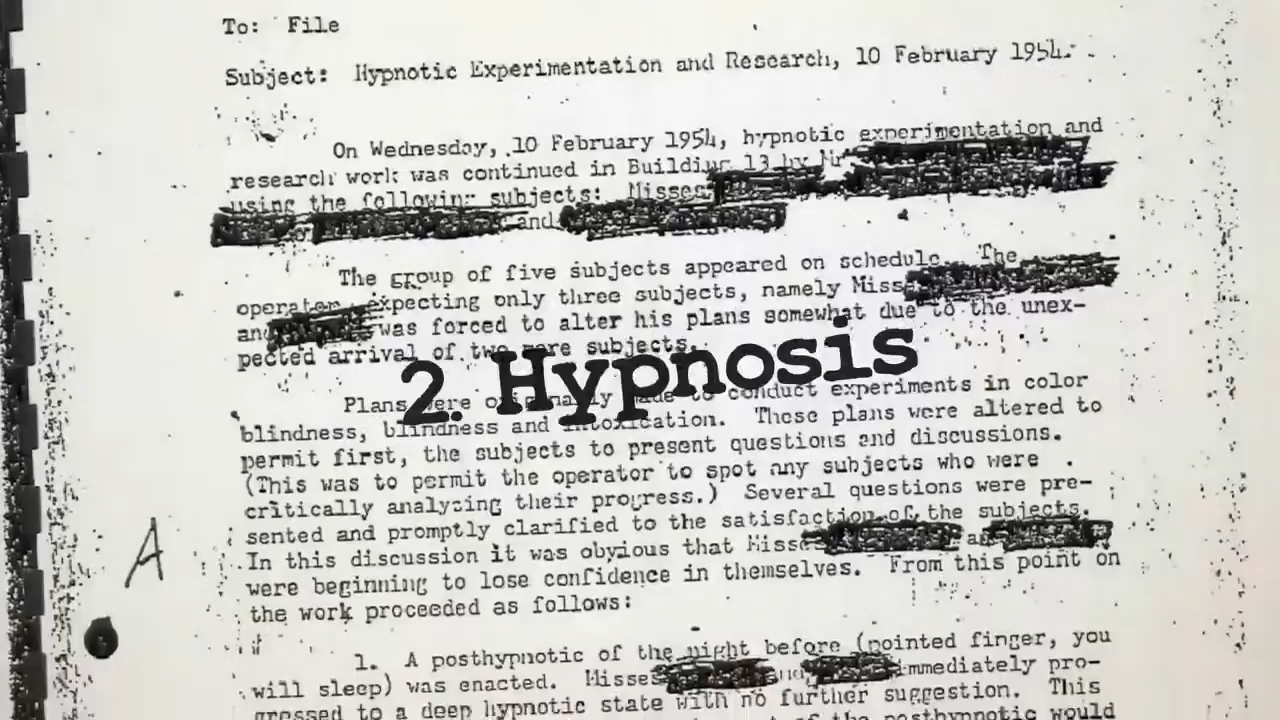 To: File
Subject: Hypnotic Experimentation and Research, 10 February 1954.
On Wednesday, 10 February 1954, hypnotic experimentation and
research work was continued in Building 13 by Mr
using the following subjects: Misses
and
The group of five subjects appeared on schedule. The
operator, expecting only three subjects, namely Misses
and was forced to alter his plans somewhat due to the unex-
pected arrival of two more subjects.
2. Hypnosis
Plans were originally made to conduct experiments in color
blindness, blindness and intoxication. These plans were altered to
permit first, the subjects to present questions and discussions.
(This was to permit the operator to spot any subjects who were
critically analyzing their progress.) Several questions were pre-
sented and promptly clarified to the satisfaction of the subjects.
In this discussion it was obvious that Misses and
were beginning to lose confidence in themselves. From this point on
the work proceeded as follows:
A
1. A posthypnotic of the night before (pointed finger, you
will sleep) was enacted. Misses and immediately pro-
gressed to a deep hypnotic state with no further suggestion. This
of the posthypnotic would